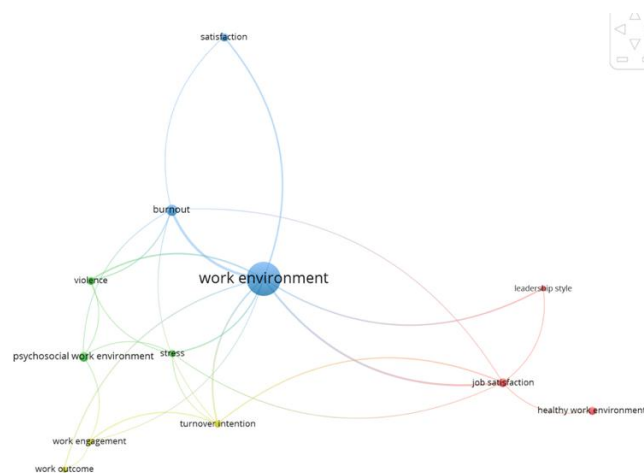 satisfaction
burnout
work environment
violence
leadership style
psychosocial work environment
stress
job satisfaction
healthy work environment
turnover intention
work engagement
work outcome